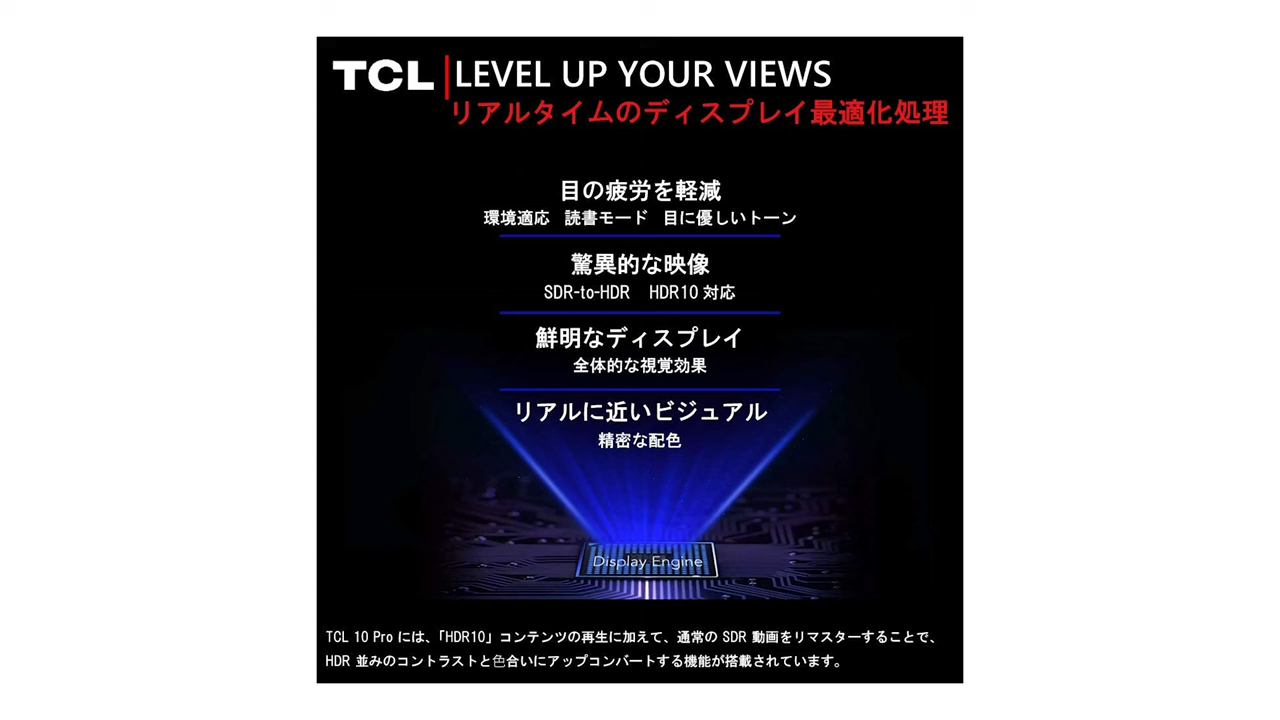 TCL LEVEL UP YOUR VIEWS
リアルタイムのディスプレイ最適化処理
目の疲労を軽減
環境適応 読書モード 目に優しいトーン
驚異的な映像
SDR-to-HDR HDR10 対応
鮮明なディスプレイ
全体的な視覚効果
リアルに近いビジュアル
精密な配色
Display Engine
TCL 10 Pro には、「HDR10」コンテンツの再生に加えて、通常の SDR 動画をリマスターすることで、
HDR 並みのコントラストと色合いにアップコンバートする機能が搭載されています。